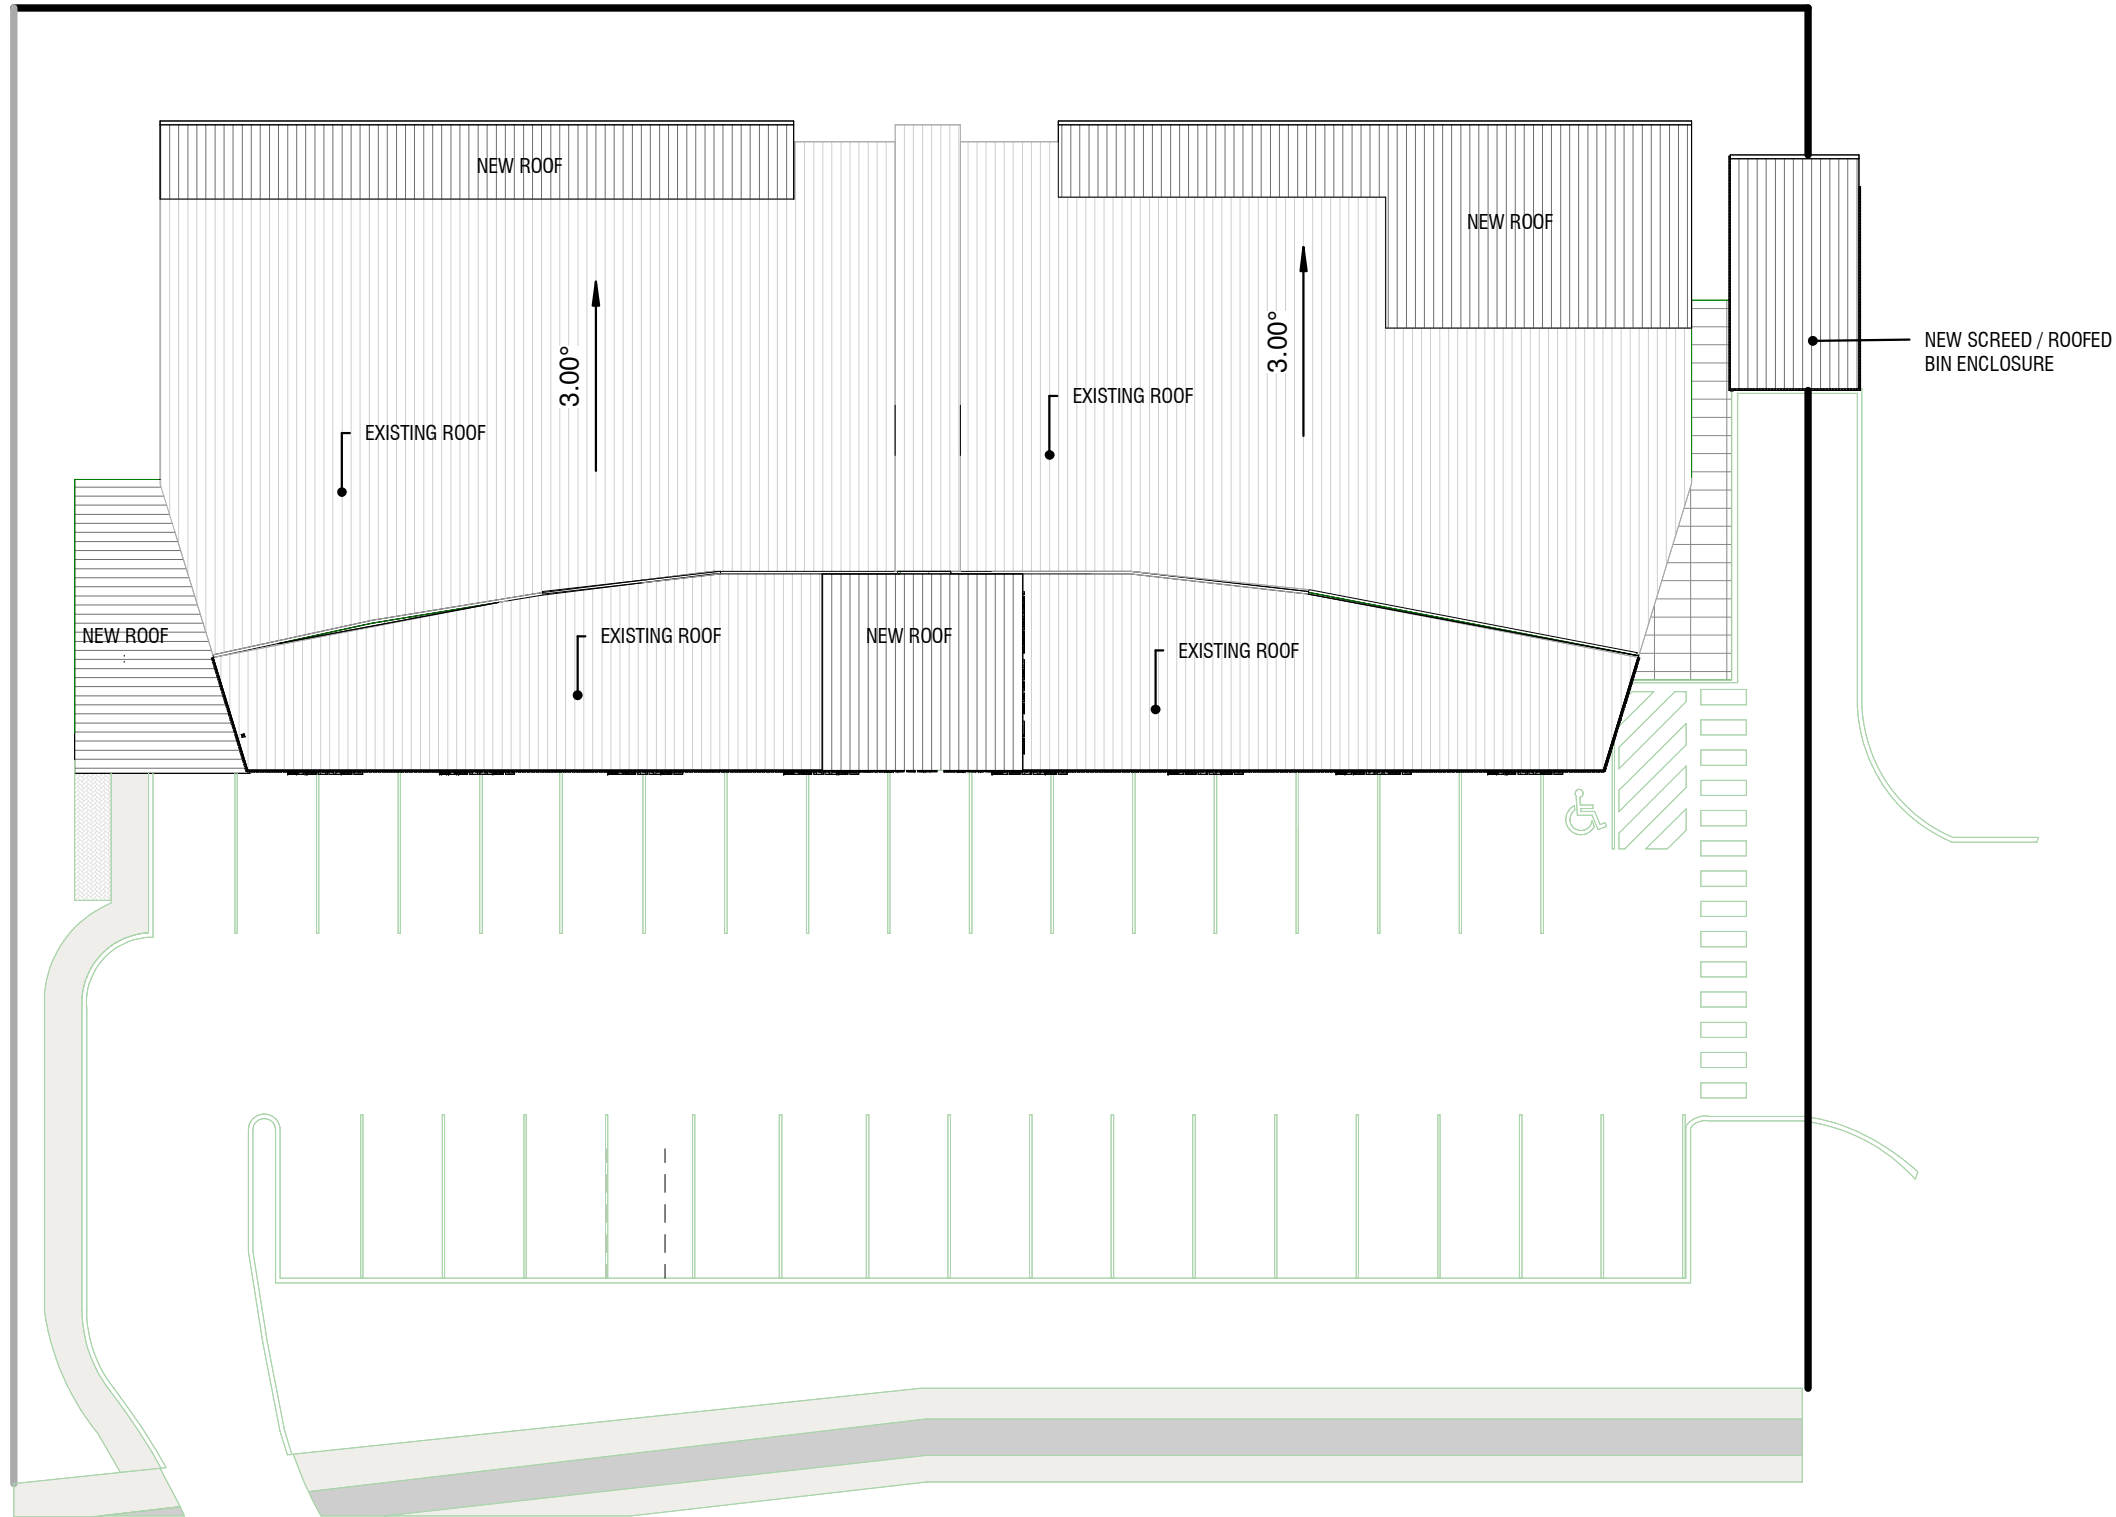 NEW ROOF
NEW ROOF
3.00°
3.00°
NEW SCREED / ROOFED
BIN ENCLOSURE
EXISTING ROOF
EXISTING ROOF
NEW ROOF
EXISTING ROOF
NEW ROOF
EXISTING ROOF